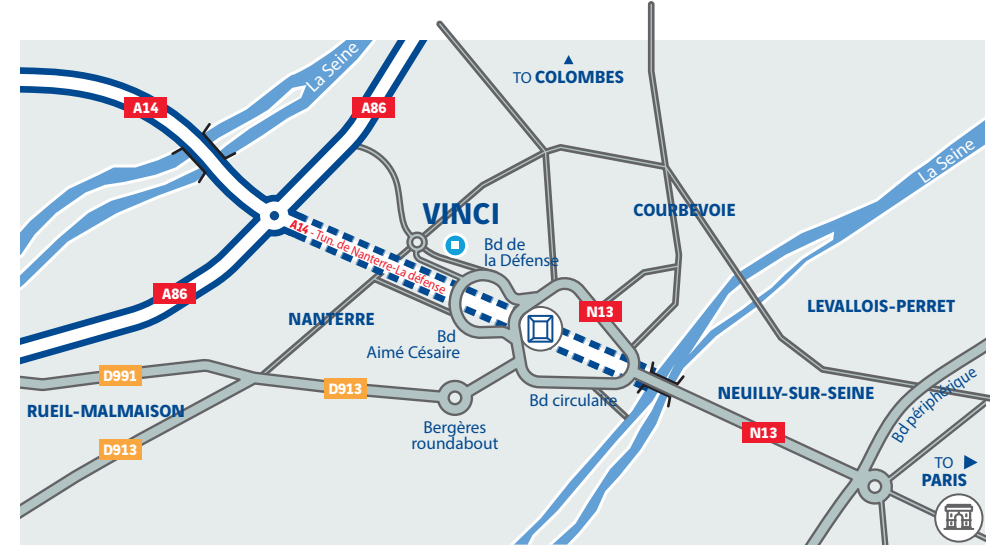 La Seine
TO COLOMBES
A14
A86
La Seine
VINCI
COURBEVOIE
A14 - Tun. de Nanterre-La défense
Bd de
la Défense
A86
N13
LEVALLOIS-PERRET
NANTERRE
Bd
Aimé Césaire
D991
D913
Bd circulaire
NEUILLY-SUR-SEINE
Bd périphérique
RUEIL-MALMAISON
Bergères
roundabout
N13
D913
TO
PARIS